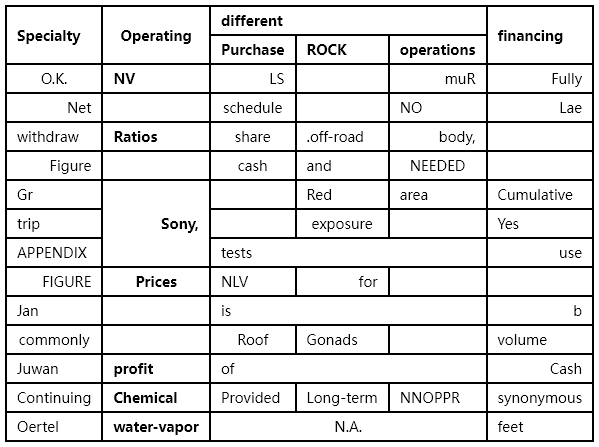 Specialty Operating different financing
Purchase ROCK operations
O.K. NV LS muR Fully
Net schedule NO Lae
withdraw Ratios share .off-road body,
Figure cash and NEEDED
Gr Red area Cumulative
trip Sony, exposure Yes
APPENDIX tests use
FIGURE Prices NLV for
Jan is b
commonly Roof Gonads volume
Juwan profit of Cash
Continuing Chemical Provided Long-term NNOPPR synonymous
Oertel water-vapor N.A. feet